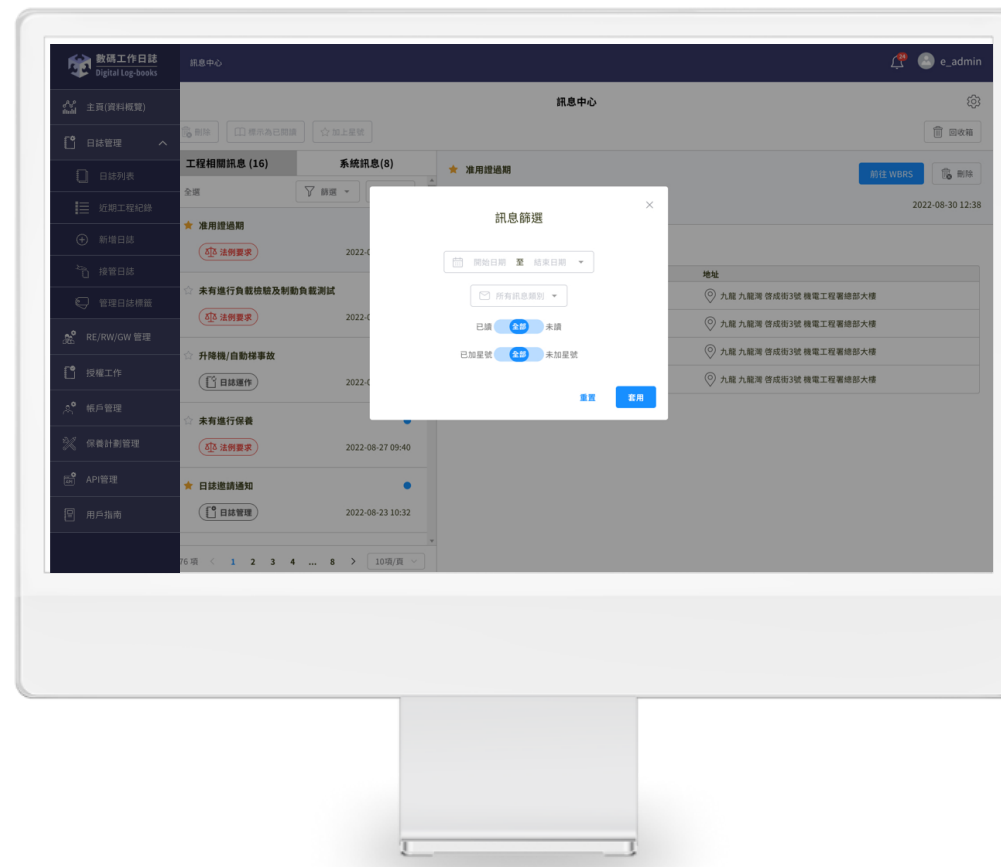 數碼工作日誌
Digital Log-books
訊息中心
e_admin
主頁(資料概覽)
日誌管理
日誌列表
近期工程紀錄
新增日誌
接管日誌
管理日誌標籤
RE/RW/GW 管理
授權工作
帳戶管理
保養計劃管理
API管理
用戶指南
訊息中心
刪除
標示為已閱讀
加上星號
回收箱
工程相關訊息 (16)
系統訊息(8)
全選
篩選
准用證過期
法例要求
2022-0
未有進行負載檢驗及制動負載測試
法例要求
2022-0
升降機/自動梯事故
日誌運作
2022-0
未有進行保養
法例要求
2022-08-27 09:40
日誌邀請通知
日誌管理
2022-08-23 10:32
76 項
1 2 3 4 ... 8
10項/頁
准用證過期
前往 WBRS
刪除
2022-08-30 12:38
地址
九龍 九龍灣 啓成街3號 機電工程署總部大樓
九龍 九龍灣 啓成街3號 機電工程署總部大樓
九龍 九龍灣 啓成街3號 機電工程署總部大樓
九龍 九龍灣 啓成街3號 機電工程署總部大樓
訊息篩選
開始日期 至 結束日期
所有訊息類別
已讀 全部 未讀
已加星號 全部 未加星號
重置
套用